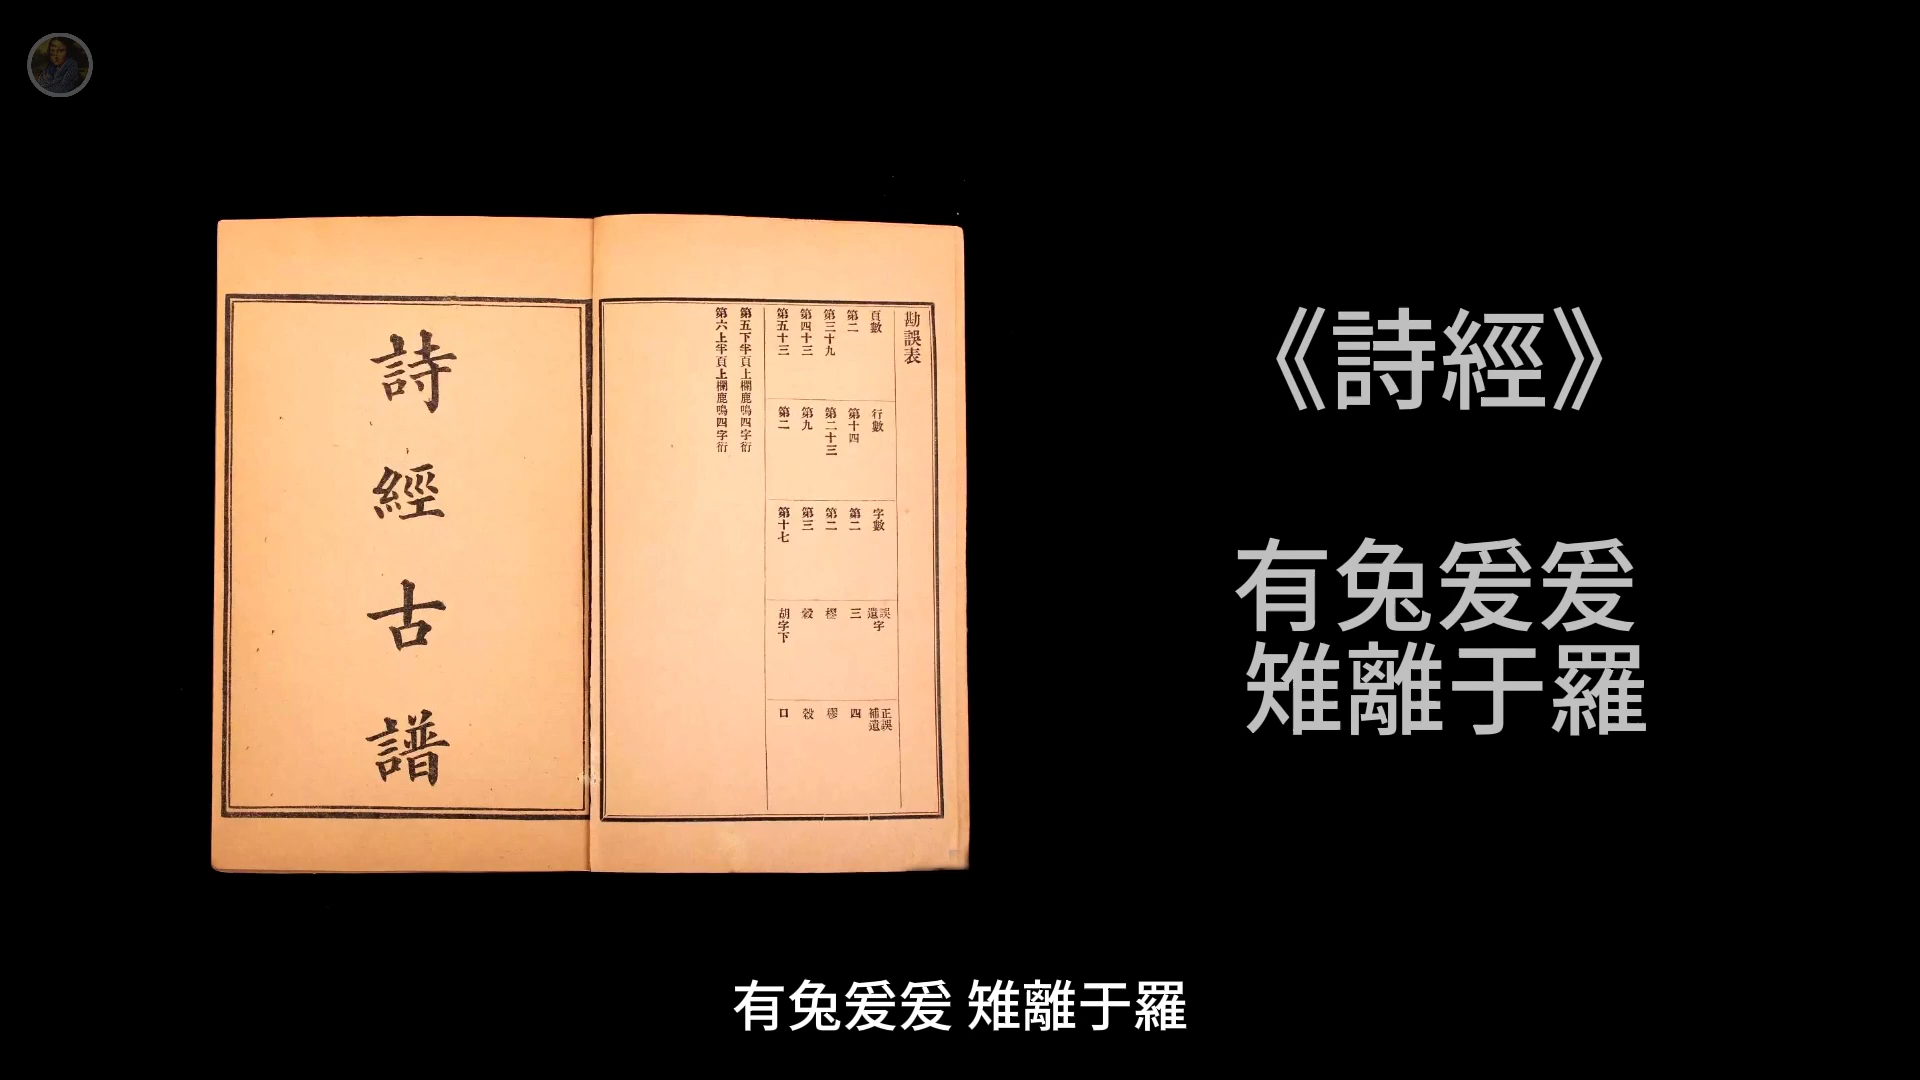 詩經古譜
勘誤表
頁數 行數 字數 誤字遺 正誤補遺
第二 第十四 第二 三 四
第三十九 第二十三 第二 樛 穋
第四十三 第九 第三
第五十三 第二 第十七 胡字下 口
第五下半頁上欄鹿鳴四字衍
第六上半頁上欄鹿鳴四字衍
《詩經》
有兔爰爰
雉離于羅
有兔爰爰 雉離于羅